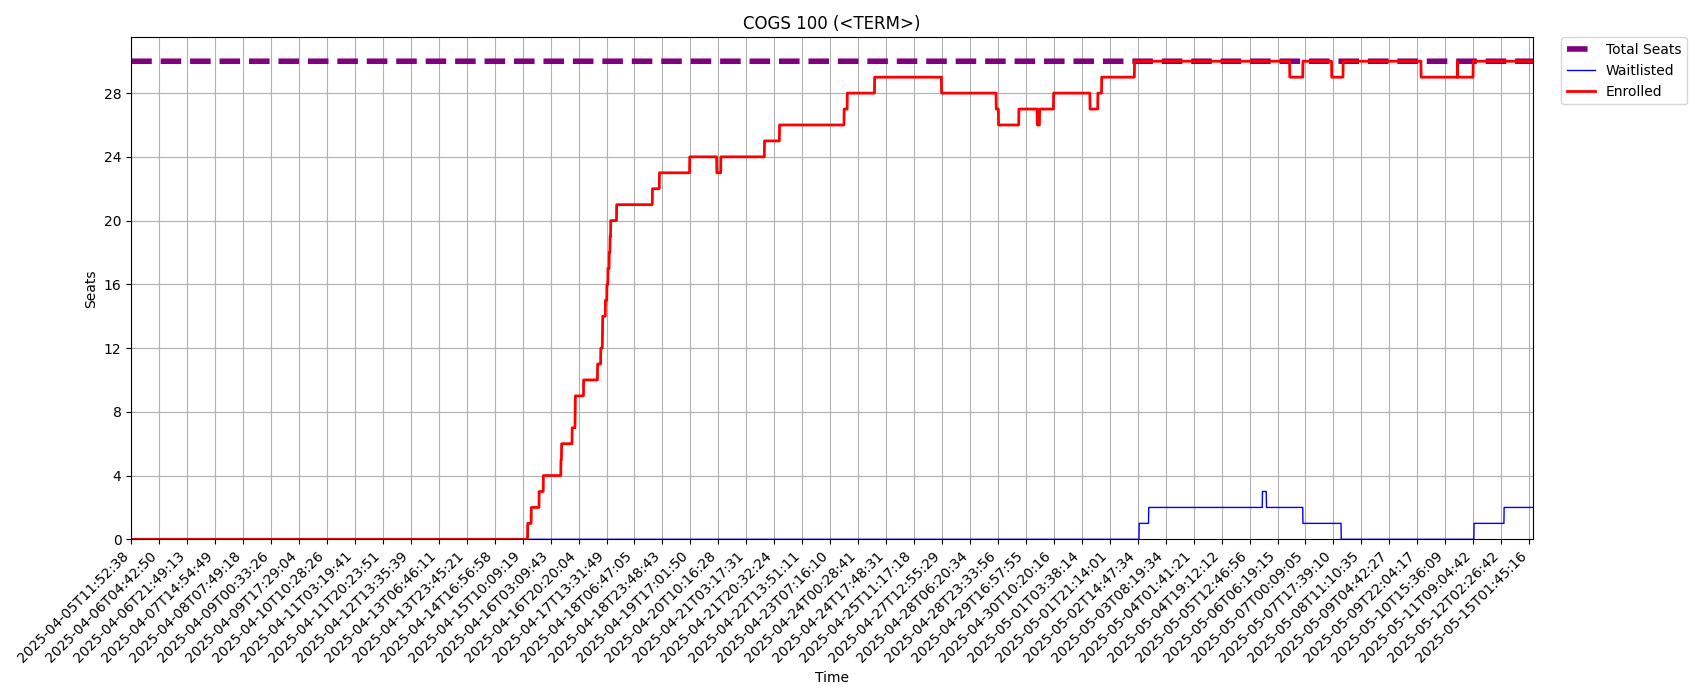 COGS 100 (<TERM>)
Total Seats
Waitlisted
Enrolled
Seats
28
24
20
16
12
8
4
0
2025-04-05T11:52:38
2025-04-06T04:42:50
2025-04-06T21:49:13
2025-04-07T14:54:49
2025-04-08T07:49:18
2025-04-09T00:33:26
2025-04-09T17:29:04
2025-04-10T10:28:26
2025-04-11T03:19:41
2025-04-11T20:23:51
2025-04-12T13:35:39
2025-04-13T06:46:11
2025-04-13T23:45:21
2025-04-14T16:56:58
2025-04-15T10:09:19
2025-04-16T03:09:43
2025-04-16T20:20:04
2025-04-17T13:31:49
2025-04-18T06:47:05
2025-04-18T23:48:43
2025-04-19T17:01:50
2025-04-20T10:16:28
2025-04-21T03:17:31
2025-04-21T20:32:24
2025-04-22T13:51:11
2025-04-23T07:16:10
2025-04-24T00:28:41
2025-04-24T17:48:31
2025-04-25T11:17:18
2025-04-27T12:55:29
2025-04-28T06:20:34
2025-04-28T23:33:56
2025-04-29T16:57:55
2025-04-30T10:20:16
2025-05-01T03:38:14
2025-05-01T21:14:01
2025-05-02T14:47:34
2025-05-03T08:19:34
2025-05-04T01:41:21
2025-05-04T19:12:12
2025-05-05T12:46:56
2025-05-06T06:19:15
2025-05-07T00:09:05
2025-05-07T17:39:10
2025-05-08T11:10:35
2025-05-09T04:42:27
2025-05-09T22:04:17
2025-05-10T15:36:09
2025-05-11T09:04:42
2025-05-12T02:26:42
2025-05-15T01:45:16
Time